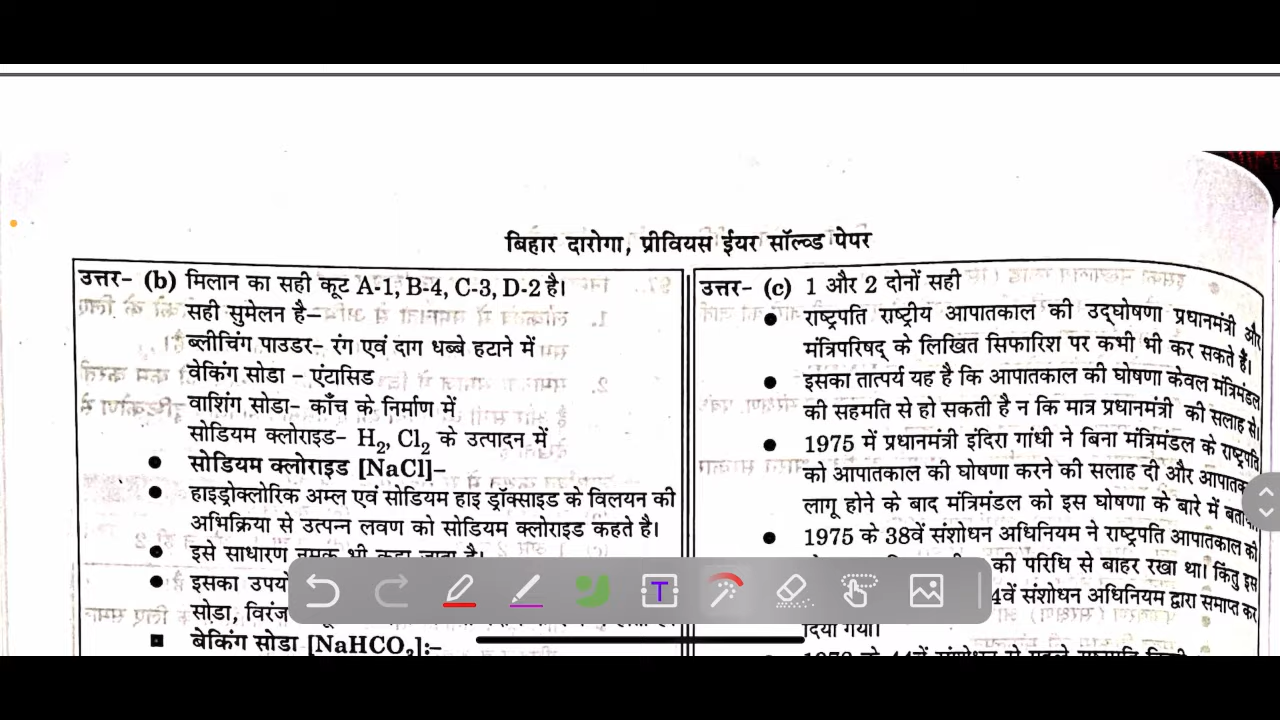 बिहार दारोगा, प्रीवियस ईयर सॉल्व्ड पेपर
उत्तर- (b) मिलान का सही कूट A-1, B-4, C-3, D-2 है।
सही सुमेलन है–
ब्लीचिंग पाउडर– रंग एवं दाग धब्बे हटाने में
वेकिंग सोडा – एंटासिड
वाशिंग सोडा– काँच के निर्माण में
सोडियम क्लोराइड– H2, Cl2 के उत्पादन में
● सोडियम क्लोराइड [NaCl]–
● हाइड्रोक्लोरिक अम्ल एवं सोडियम हाइ ड्रॉक्साइड के विलयन की
अभिक्रिया से उत्पन्न लवण को सोडियम क्लोराइड कहते है।
● इसे साधारण नमक भी कहा जाता है।
● इसका
सोडा,
बेकिंग सोडा [NaHCO3]:–
उत्तर- (c) 1 और 2 दोनों सही
● राष्ट्रपति राष्ट्रीय आपातकाल की उद्घोषणा प्रधानमंत्री और
मंत्रिपरिषद् के लिखित सिफारिश पर कभी भी कर सकते हैं।
● इसका तात्पर्य यह है कि आपातकाल की घोषणा केवल मंत्रिमंडल
की सहमति से हो सकती है न कि मात्र प्रधानमंत्री की सलाह से।
● 1975 में प्रधानमंत्री इंदिरा गांधी ने बिना मंत्रिमंडल के राष्ट्रपति
को आपातकाल की घोषणा करने की सलाह दी और
लागू होने के बाद मंत्रिमंडल को इस घोषणा के बारे में
● 1975 के 38वें संशोधन अधिनियम ने राष्ट्रपति आपातकाल की
की परिधि से बाहर रखा था। किंतु इस
संशोधन अधिनियम द्वारा समाप्त कर
दिया गया।
T